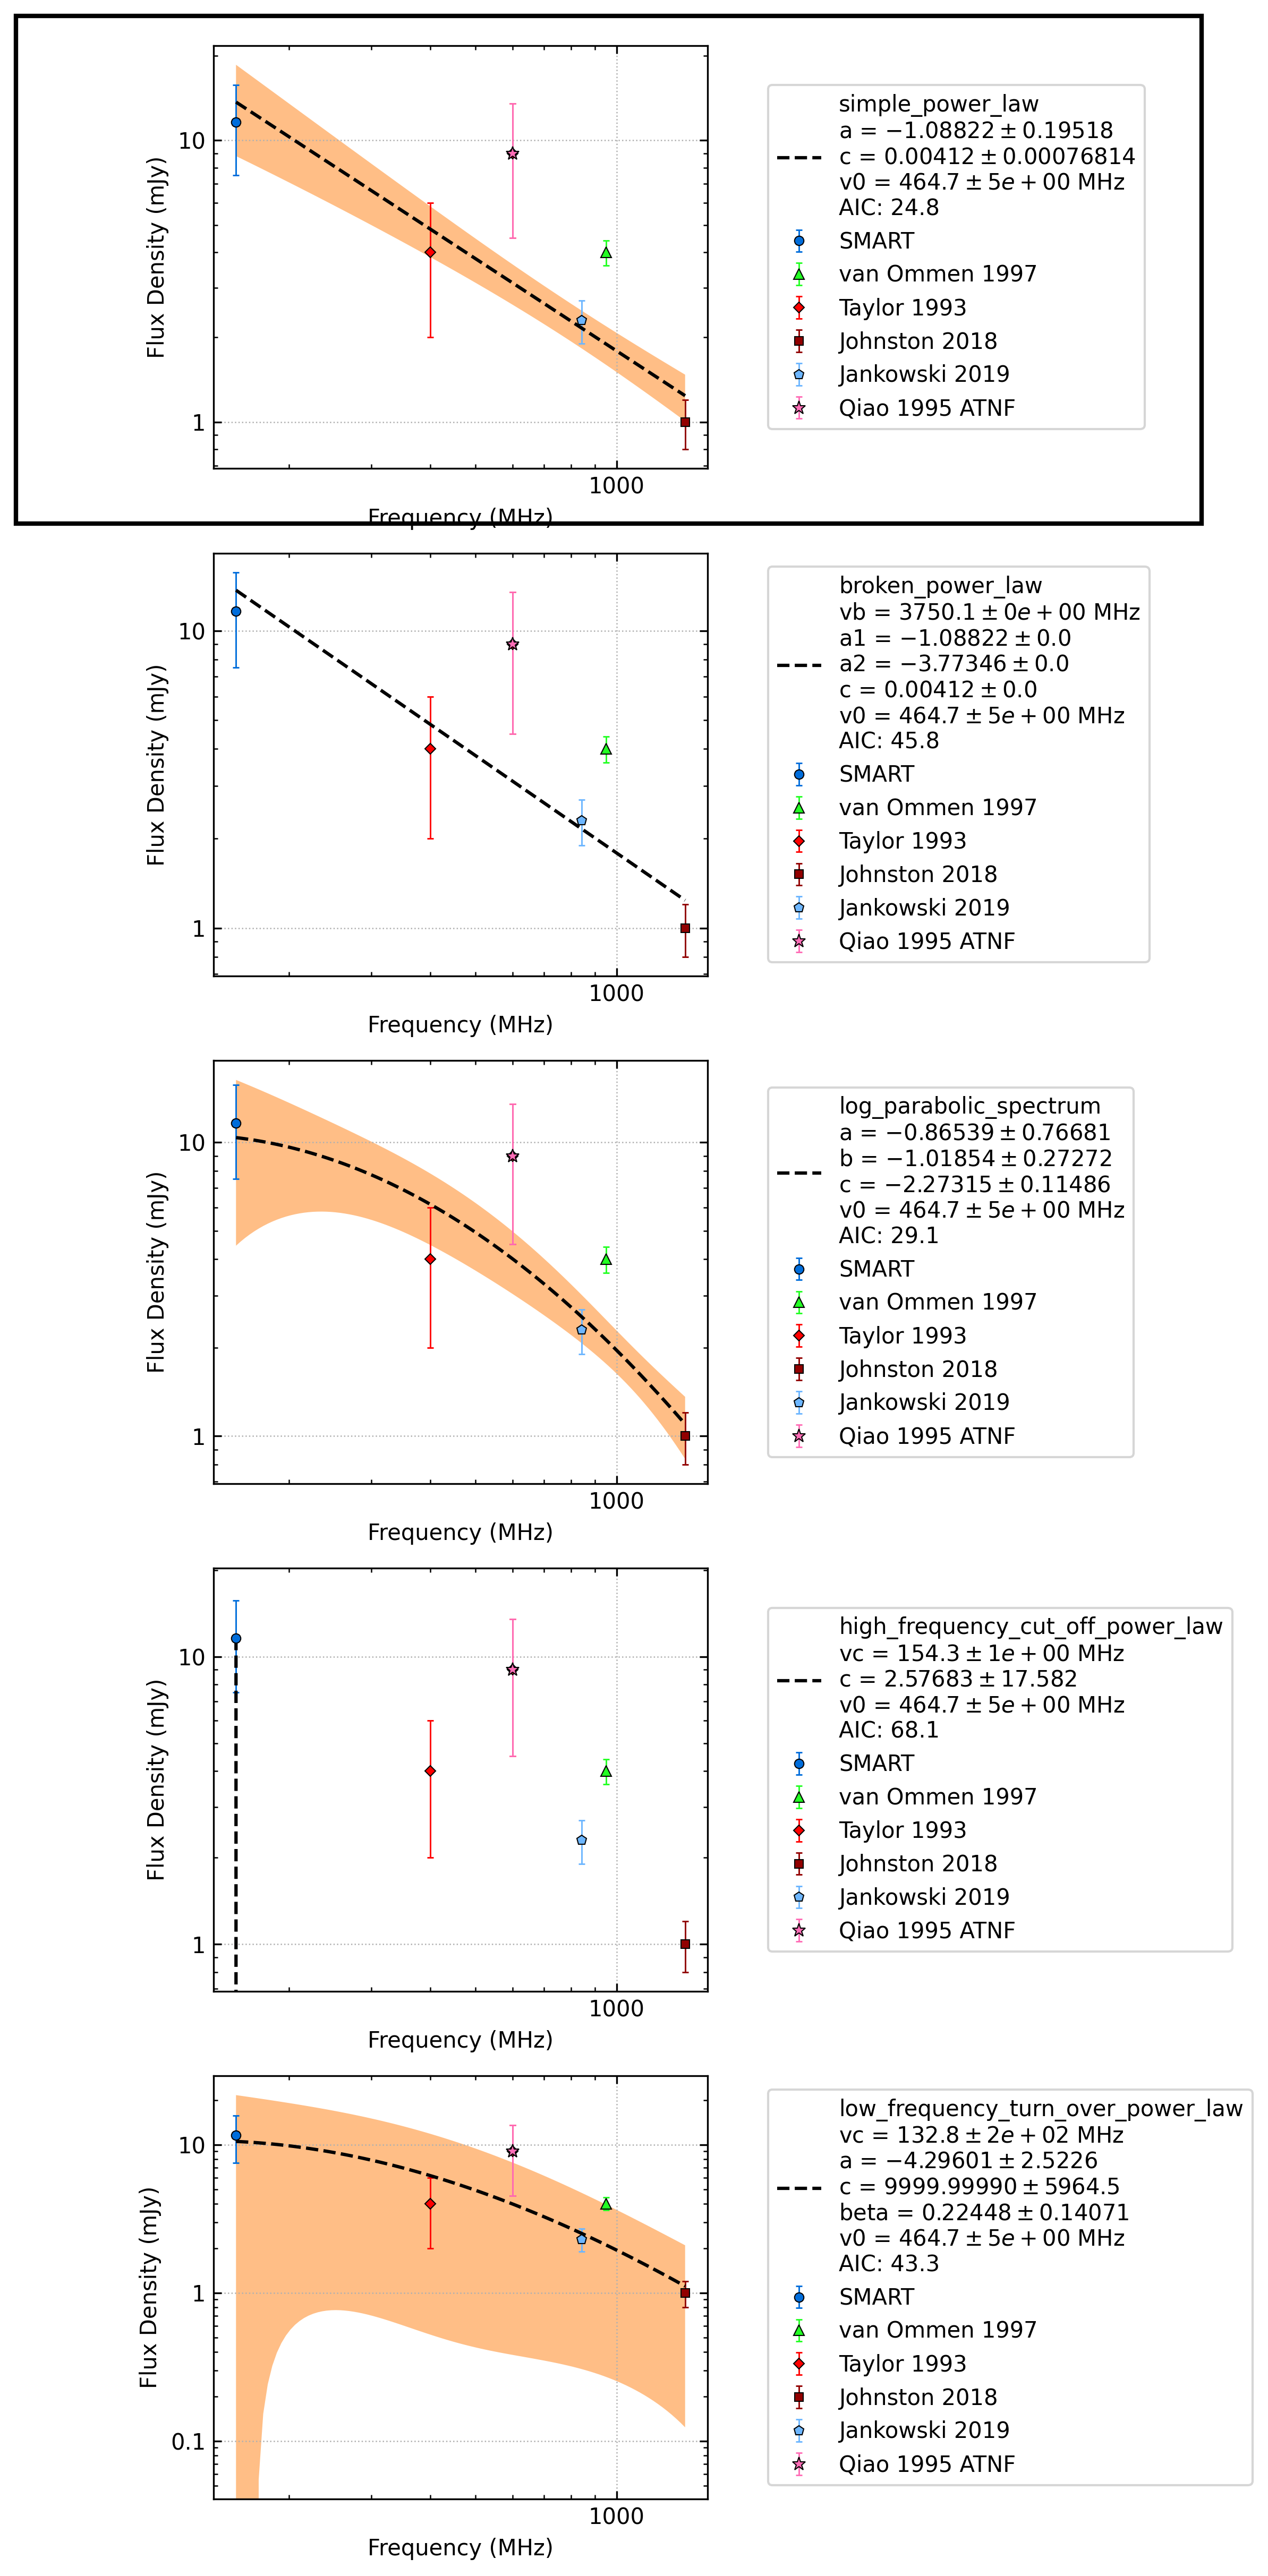 Flux Density (mJy)
10
1
1000
Frequency (MHz)
simple_power_law
a = −1.08822 ± 0.19518
c = 0.00412 ± 0.00076814
v0 = 464.7 ± 5e + 00 MHz
AIC: 24.8
SMART
van Ommen 1997
Taylor 1993
Johnston 2018
Jankowski 2019
Qiao 1995 ATNF
Flux Density (mJy)
10
1
1000
Frequency (MHz)
broken_power_law
vb = 3750.1 ± 0e + 00 MHz
a1 = −1.08822 ± 0.0
a2 = −3.77346 ± 0.0
c = 0.00412 ± 0.0
v0 = 464.7 ± 5e + 00 MHz
AIC: 45.8
SMART
van Ommen 1997
Taylor 1993
Johnston 2018
Jankowski 2019
Qiao 1995 ATNF
Flux Density (mJy)
10
1
1000
Frequency (MHz)
log_parabolic_spectrum
a = −0.86539 ± 0.76681
b = −1.01854 ± 0.27272
c = −2.27315 ± 0.11486
v0 = 464.7 ± 5e + 00 MHz
AIC: 29.1
SMART
van Ommen 1997
Taylor 1993
Johnston 2018
Jankowski 2019
Qiao 1995 ATNF
Flux Density (mJy)
10
1
1000
Frequency (MHz)
high_frequency_cut_off_power_law
vc = 154.3 ± 1e + 00 MHz
c = 2.57683 ± 17.582
v0 = 464.7 ± 5e + 00 MHz
AIC: 68.1
SMART
van Ommen 1997
Taylor 1993
Johnston 2018
Jankowski 2019
Qiao 1995 ATNF
Flux Density (mJy)
10
1
0.1
1000
Frequency (MHz)
low_frequency_turn_over_power_law
vc = 132.8 ± 2e + 02 MHz
a = −4.29601 ± 2.5226
c = 9999.99990 ± 5964.5
beta = 0.22448 ± 0.14071
v0 = 464.7 ± 5e + 00 MHz
AIC: 43.3
SMART
van Ommen 1997
Taylor 1993
Johnston 2018
Jankowski 2019
Qiao 1995 ATNF